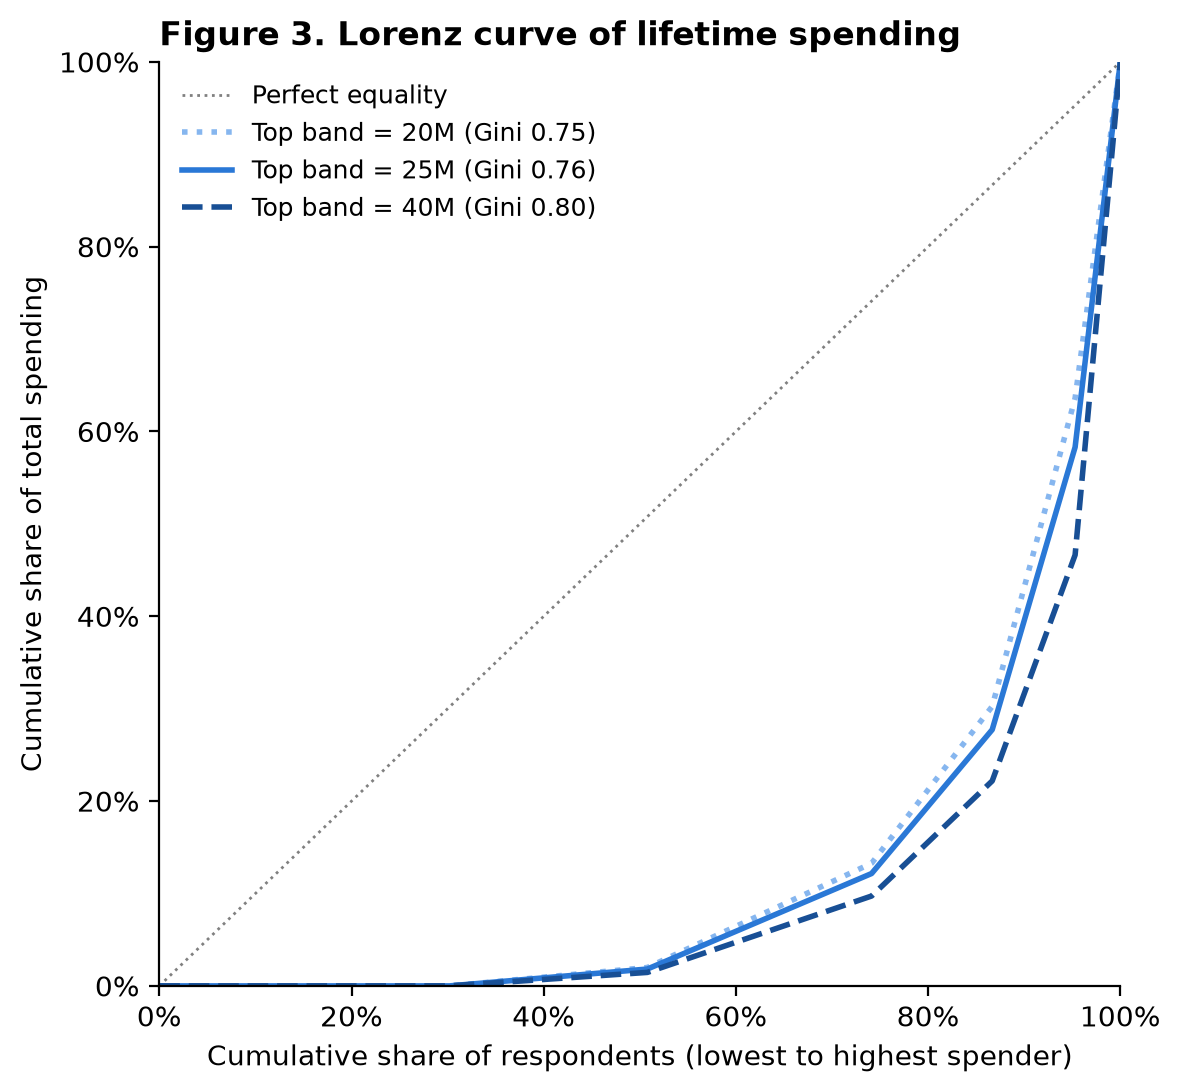 Figure 3. Lorenz curve of lifetime spending
100%
80%
60%
40%
20%
0%
Cumulative share of total spending
Perfect equality
Top band = 20M (Gini 0.75)
Top band = 25M (Gini 0.76)
Top band = 40M (Gini 0.80)
0% 20% 40% 60% 80% 100%
Cumulative share of respondents (lowest to highest spender)